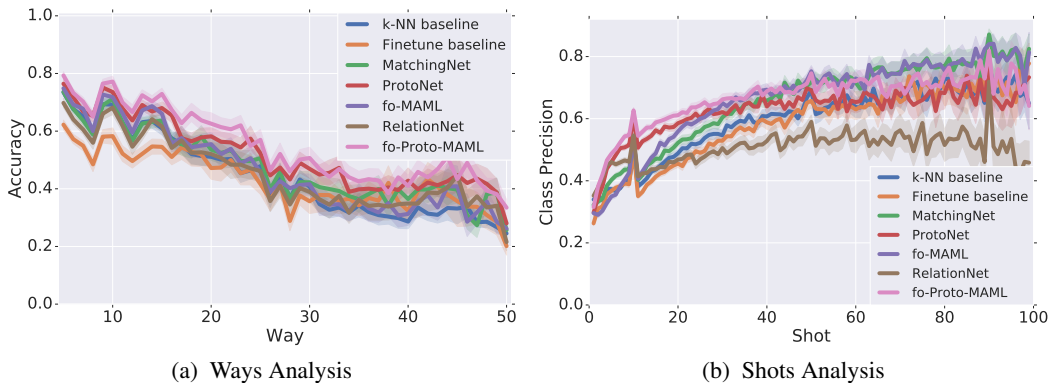 1.0
0.8
0.6
0.4
0.2
0.0
Accuracy
10
20
30
40
50
Way
k-NN baseline
Finetune baseline
MatchingNet
ProtoNet
fo-MAML
RelationNet
fo-Proto-MAML
(a) Ways Analysis
0.8
0.6
0.4
0.2
0.0
Class Precision
0
20
40
60
80
100
Shot
k-NN baseline
Finetune baseline
MatchingNet
ProtoNet
fo-MAML
RelationNet
fo-Proto-MAML
(b) Shots Analysis